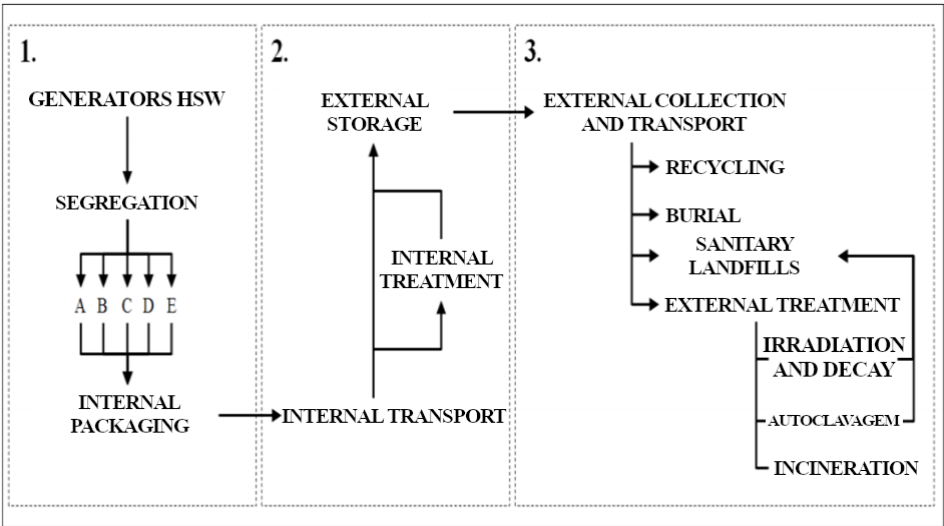 1.
GENERATORS HSW
SEGREGATION
A B C D E
INTERNAL
PACKAGING
2.
EXTERNAL
STORAGE
INTERNAL
TREATMENT
INTERNAL TRANSPORT
3.
EXTERNAL COLLECTION
AND TRANSPORT
RECYCLING
BURIAL
SANITARY
LANDFILLS
EXTERNAL TREATMENT
IRRADIATION
AND DECAY
AUTOCLAVAGEM
INCINERATION